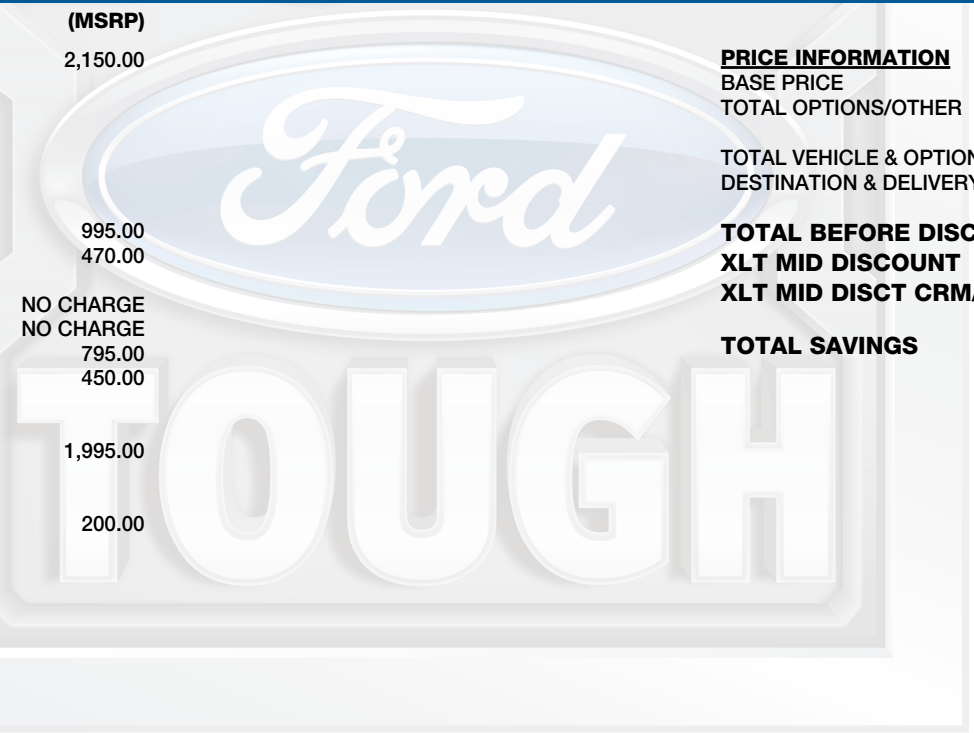 (MSRP)
2,150.00
995.00
470.00
NO CHARGE
NO CHARGE
795.00
450.00
1,995.00
200.00
PRICE INFORMATION
BASE PRICE
TOTAL OPTIONS/OTHER
TOTAL VEHICLE & OPTION
DESTINATION & DELIVERY
TOTAL BEFORE DISC
XLT MID DISCOUNT
XLT MID DISCT CRM
TOTAL SAVINGS
Ford
TOUGH